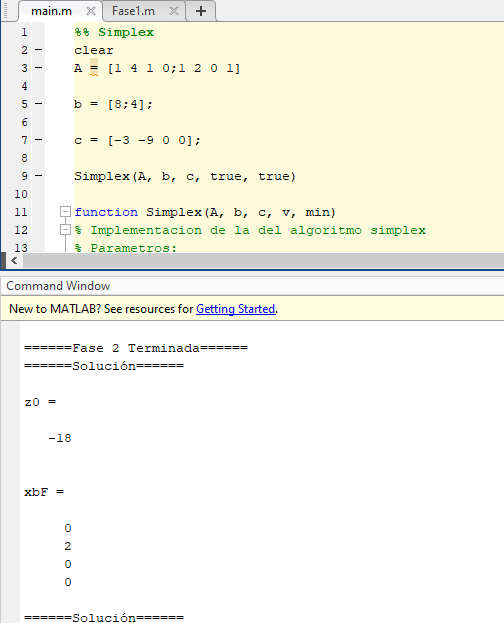 main.m × Fase1.m × +
1 %% Simplex
2 – clear
3 – A = [1 4 1 0;1 2 0 1]
4
5 – b = [8;4];
6
7 – c = [-3 -9 0 0];
8
9 – Simplex(A, b, c, true, true)
10
11 function Simplex(A, b, c, v, min)
12 % Implementacion de la del algoritmo simplex
13 % Parametros:
Command Window
New to MATLAB? See resources for Getting Started.
======Fase 2 Terminada======
======Solución======
z0 =
-18
xbF =
0
2
0
0
======Solución======